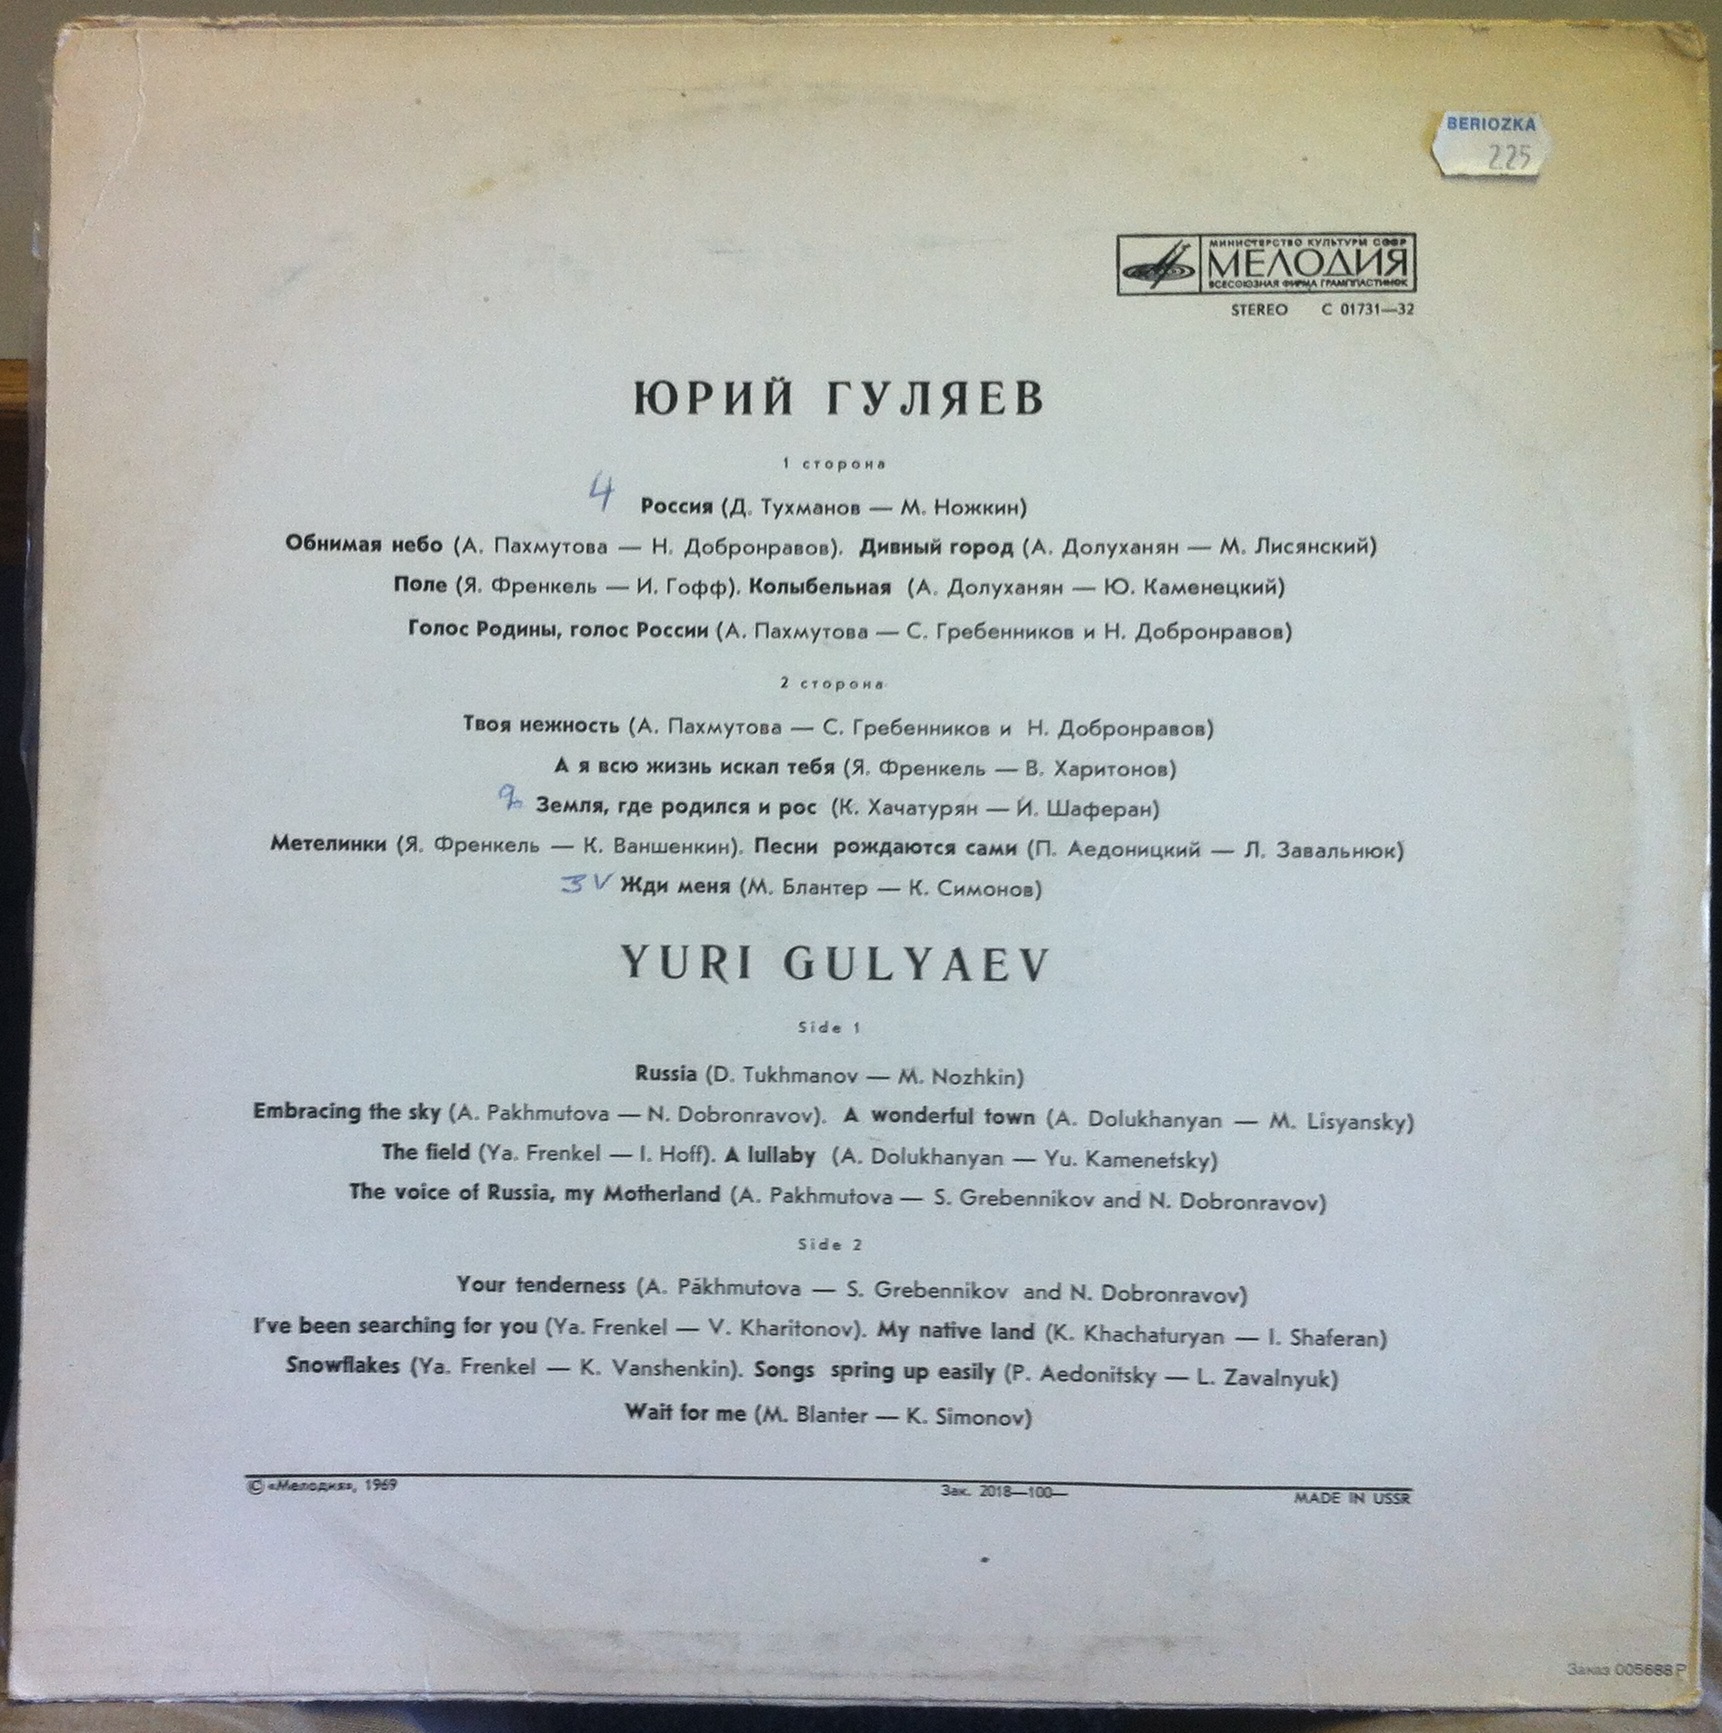 BERIOZKA
225
МИНИСТЕРСТВО КУЛЬТУРЫ СССР
МЕЛОДИЯ
ВСЕСОЮЗНАЯ ФИРМА ГРАМПЛАСТИНОК
STEREO С 01731—32
ЮРИЙ ГУЛЯЕВ
1 сторона
4 Россия (Д. Тухманов — М. Ножкин)
Обнимая небо (А. Пахмутова — Н. Добронравов). Дивный город (А. Долуханян — М. Лисянский)
Поле (Я. Френкель — И. Гофф). Колыбельная (А. Долуханян — Ю. Каменецкий)
Голос Родины, голос России (А. Пахмутова — С. Гребенников и Н. Добронравов)
2 сторона
Твоя нежность (А. Пахмутова — С. Гребенников и Н. Добронравов)
А я всю жизнь искал тебя (Я. Френкель — В. Харитонов)
Земля, где родился и рос (К. Хачатурян — И. Шаферан)
Метелинки (Я. Френкель — К. Ваншенкин). Песни рождаются сами (П. Аедоницкий — Л. Завальнюк)
3 V Жди меня (М. Блантер — К. Симонов)
YURI GULYAEV
Side 1
Russia (D. Tukhmanov — M. Nozhkin)
Embracing the sky (A. Pakhmutova — N. Dobronravov). A wonderful town (A. Dolukhanyan — M. Lisyansky)
The field (Ya. Frenkel — I. Hoff). A lullaby (A. Dolukhanyan — Yu. Kamenetsky)
The voice of Russia, my Motherland (A. Pakhmutova — S. Grebennikov and N. Dobronravov)
Side 2
Your tenderness (A. Pakhmutova — S. Grebennikov and N. Dobronravov)
I've been searching for you (Ya. Frenkel — V. Kharitonov). My native land (K. Khachaturyan — I. Shaferan)
Snowflakes (Ya. Frenkel — K. Vanshenkin). Songs spring up easily (P. Aedonitsky — L. Zavalnyuk)
Wait for me (M. Blanter — K. Simonov)
© «Мелодия», 1969 Зак. 2018—100— MADE IN USSR
Заказ 005688 Р